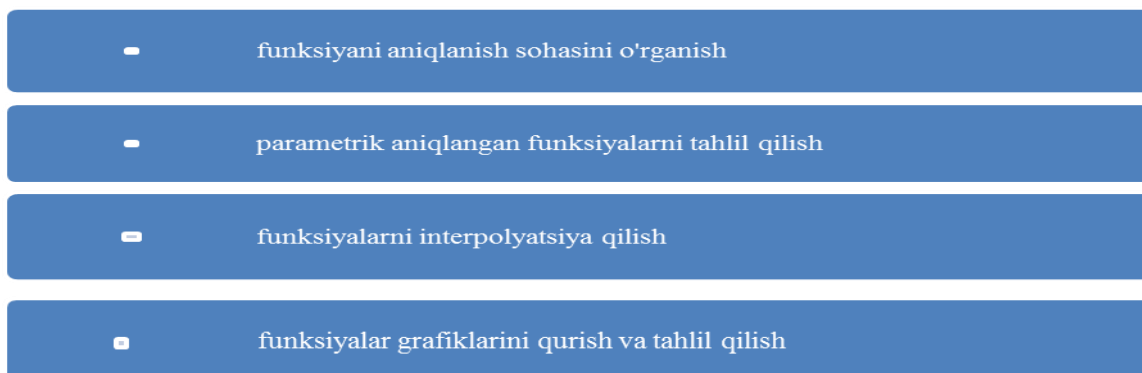 funksiyani aniqlanish sohasini o'rganish
parametrik aniqlangan funksiyalarni tahlil qilish
funksiyalarni interpolyatsiya qilish
funksiyalar grafiklarini qurish va tahlil qilish